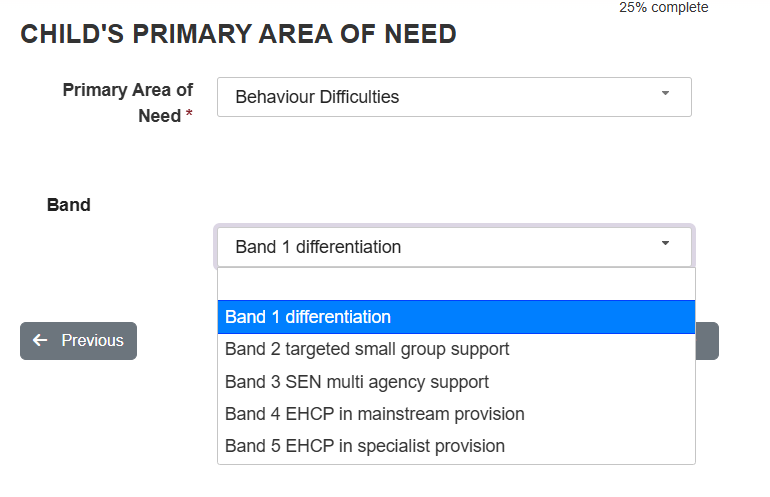 25% complete
CHILD'S PRIMARY AREA OF NEED
Primary Area of
Need *
Behaviour Difficulties
Band
Band 1 differentiation
Band 1 differentiation
Previous
Band 2 targeted small group support
Band 3 SEN multi agency support
Band 4 EHCP in mainstream provision
Band 5 EHCP in specialist provision